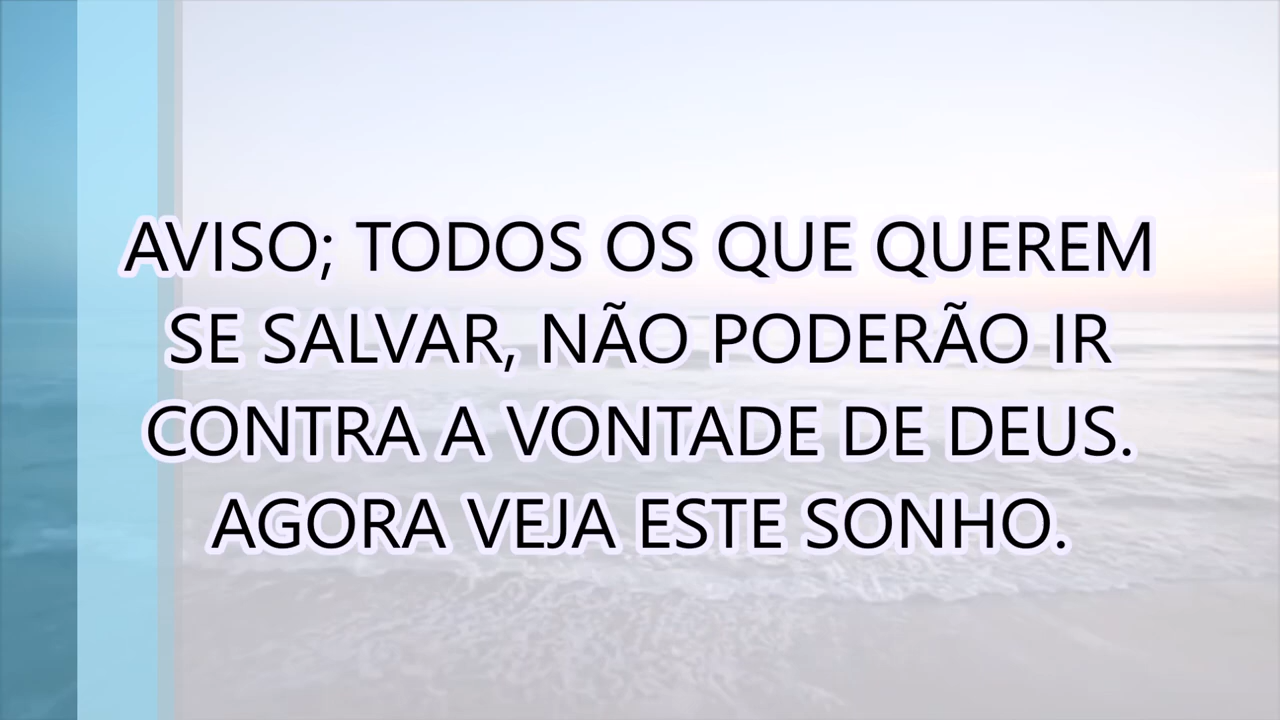 AVISO; TODOS OS QUE QUEREM
SE SALVAR, NÃO PODERÃO IR
CONTRA A VONTADE DE DEUS.
AGORA VEJA ESTE SONHO.